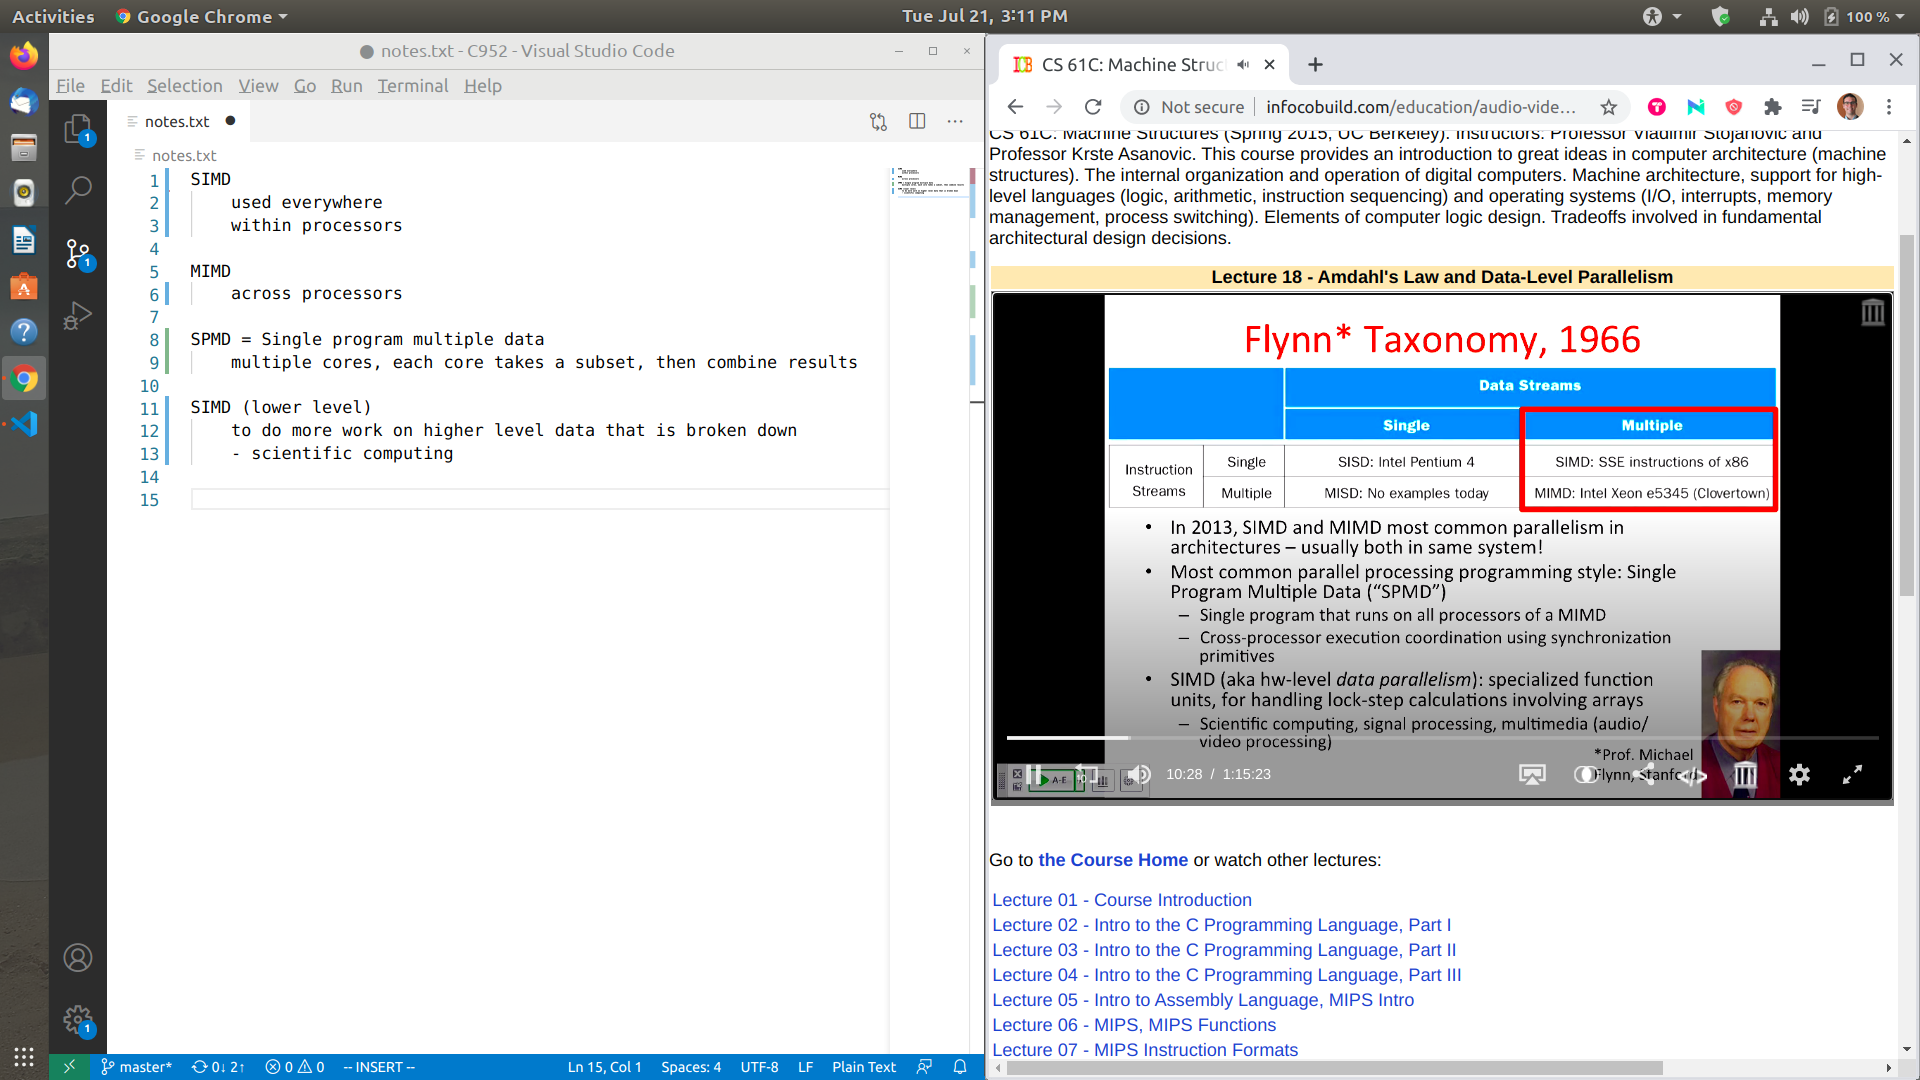 Activities
Google Chrome
Tue Jul 21, 3:11 PM
100 %
notes.txt - C952 - Visual Studio Code
File Edit Selection View Go Run Terminal Help
notes.txt
notes.txt
1 SIMD
2 used everywhere
3 within processors
4
5 MIMD
6 across processors
7
8 SPMD = Single program multiple data
9 multiple cores, each core takes a subset, then combine results
10
11 SIMD (lower level)
12 to do more work on higher level data that is broken down
13 - scientific computing
14
15
1
1
1
master*
0↓ 2↑
0 0
-- INSERT --
Ln 15, Col 1
Spaces: 4
UTF-8
LF
Plain Text
CS 61C: Machine Struc
Not secure
infocobuild.com/education/audio-vide...
CS 61C: Machine Structures (Spring 2015, UC Berkeley). Instructors: Professor Vladimir Stojanovic and
Professor Krste Asanovic. This course provides an introduction to great ideas in computer architecture (machine
structures). The internal organization and operation of digital computers. Machine architecture, support for high-
level languages (logic, arithmetic, instruction sequencing) and operating systems (I/O, interrupts, memory
management, process switching). Elements of computer logic design. Tradeoffs involved in fundamental
architectural design decisions.
Lecture 18 - Amdahl's Law and Data-Level Parallelism
Flynn* Taxonomy, 1966
Data Streams
Single Multiple
Instruction Streams
Single SISD: Intel Pentium 4 SIMD: SSE instructions of x86
Multiple MISD: No examples today MIMD: Intel Xeon e5345 (Clovertown)
• In 2013, SIMD and MIMD most common parallelism in
architectures – usually both in same system!
• Most common parallel processing programming style: Single
Program Multiple Data (“SPMD”)
– Single program that runs on all processors of a MIMD
– Cross-processor execution coordination using synchronization
primitives
• SIMD (aka hw-level data parallelism): specialized function
units, for handling lock-step calculations involving arrays
– Scientific computing, signal processing, multimedia (audio/
video processing)
*Prof. Michael
Flynn, Stanford
A-E
10
10:28 / 1:15:23
Go to the Course Home or watch other lectures:
Lecture 01 - Course Introduction
Lecture 02 - Intro to the C Programming Language, Part I
Lecture 03 - Intro to the C Programming Language, Part II
Lecture 04 - Intro to the C Programming Language, Part III
Lecture 05 - Intro to Assembly Language, MIPS Intro
Lecture 06 - MIPS, MIPS Functions
Lecture 07 - MIPS Instruction Formats